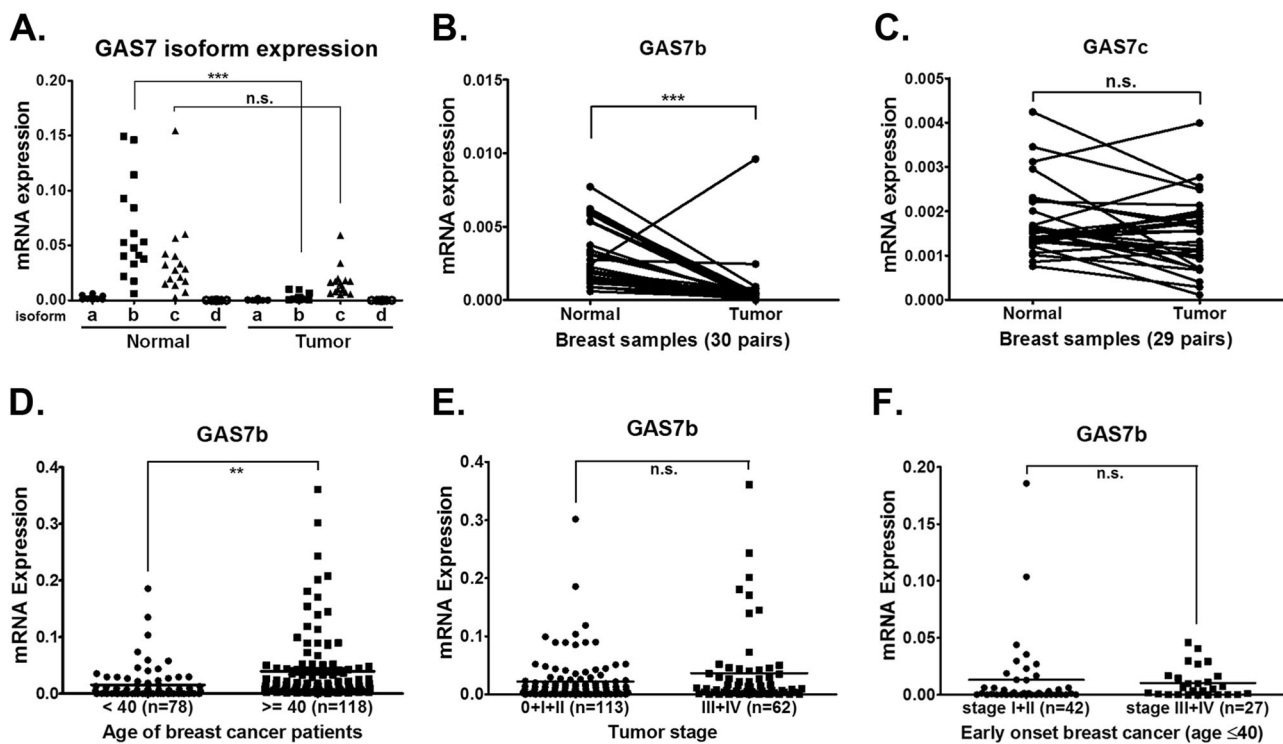 A.
GAS7 isoform expression
mRNA expression
0.20
0.15
0.10
0.05
0.00
***
n.s.
isoform a b c d a b c d
Normal Tumor
B.
GAS7b
mRNA expression
0.015
0.010
0.005
0.000
***
Normal Tumor
Breast samples (30 pairs)
C.
GAS7c
mRNA expression
0.005
0.004
0.003
0.002
0.001
0.000
n.s.
Normal Tumor
Breast samples (29 pairs)
D.
GAS7b
mRNA Expression
0.4
0.3
0.2
0.1
0.0
**
< 40 (n=78) >= 40 (n=118)
Age of breast cancer patients
E.
GAS7b
mRNA Expression
0.4
0.3
0.2
0.1
0.0
n.s.
0+I+II (n=113) III+IV (n=62)
Tumor stage
F.
GAS7b
mRNA Expression
0.20
0.15
0.10
0.05
0.00
n.s.
stage I+II (n=42) stage III+IV (n=27)
Early onset breast cancer (age ≤40)